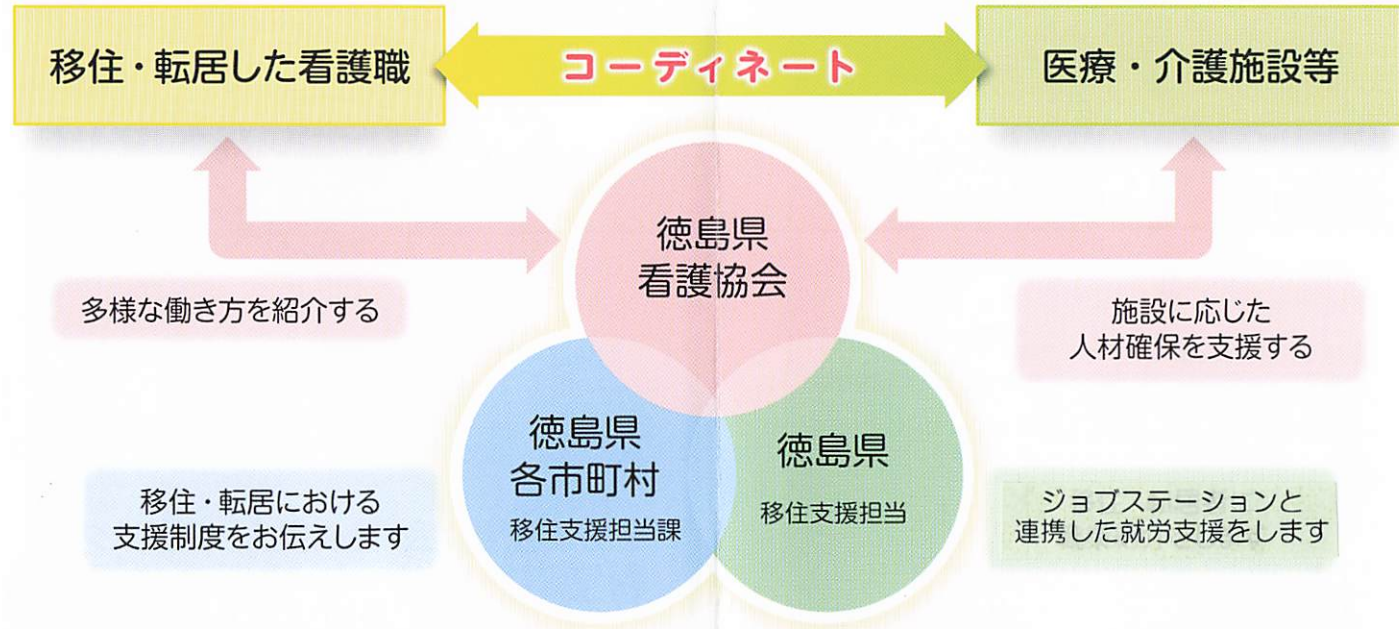 移住・転居した看護職
コーディネート
医療・介護施設等
徳島県
看護協会
多様な働き方を紹介する
施設に応じた
人材確保を支援する
徳島県
各市町村
移住支援担当課
徳島県
移住支援担当
移住・転居における
支援制度をお伝えします
ジョブステーションと
連携した就労支援をします